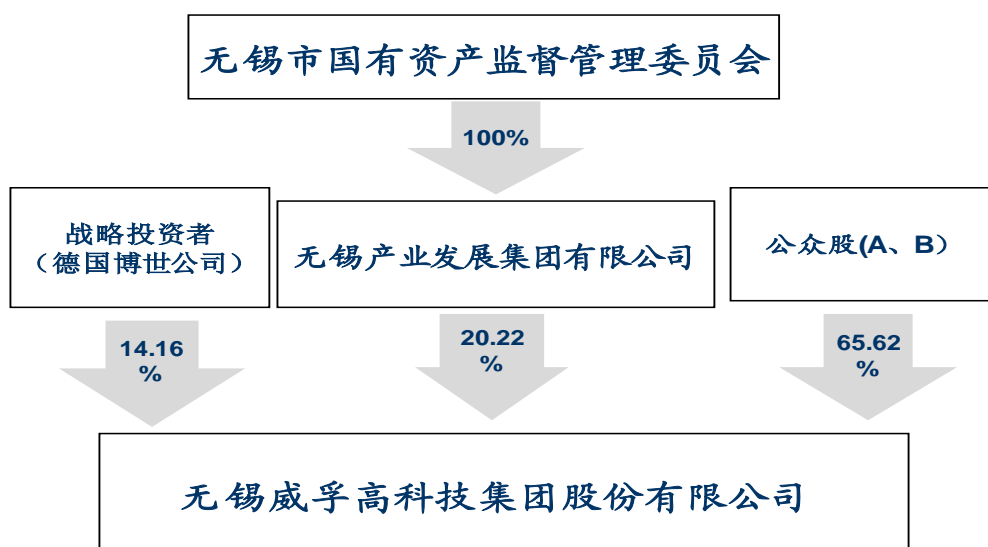 无锡市国有资产监督管理委员会
100%
战略投资者
（德国博世公司）
无锡产业发展集团有限公司
公众股(A、B）
14.16
%
20.22
%
65.62
%
无锡威孚高科技集团股份有限公司